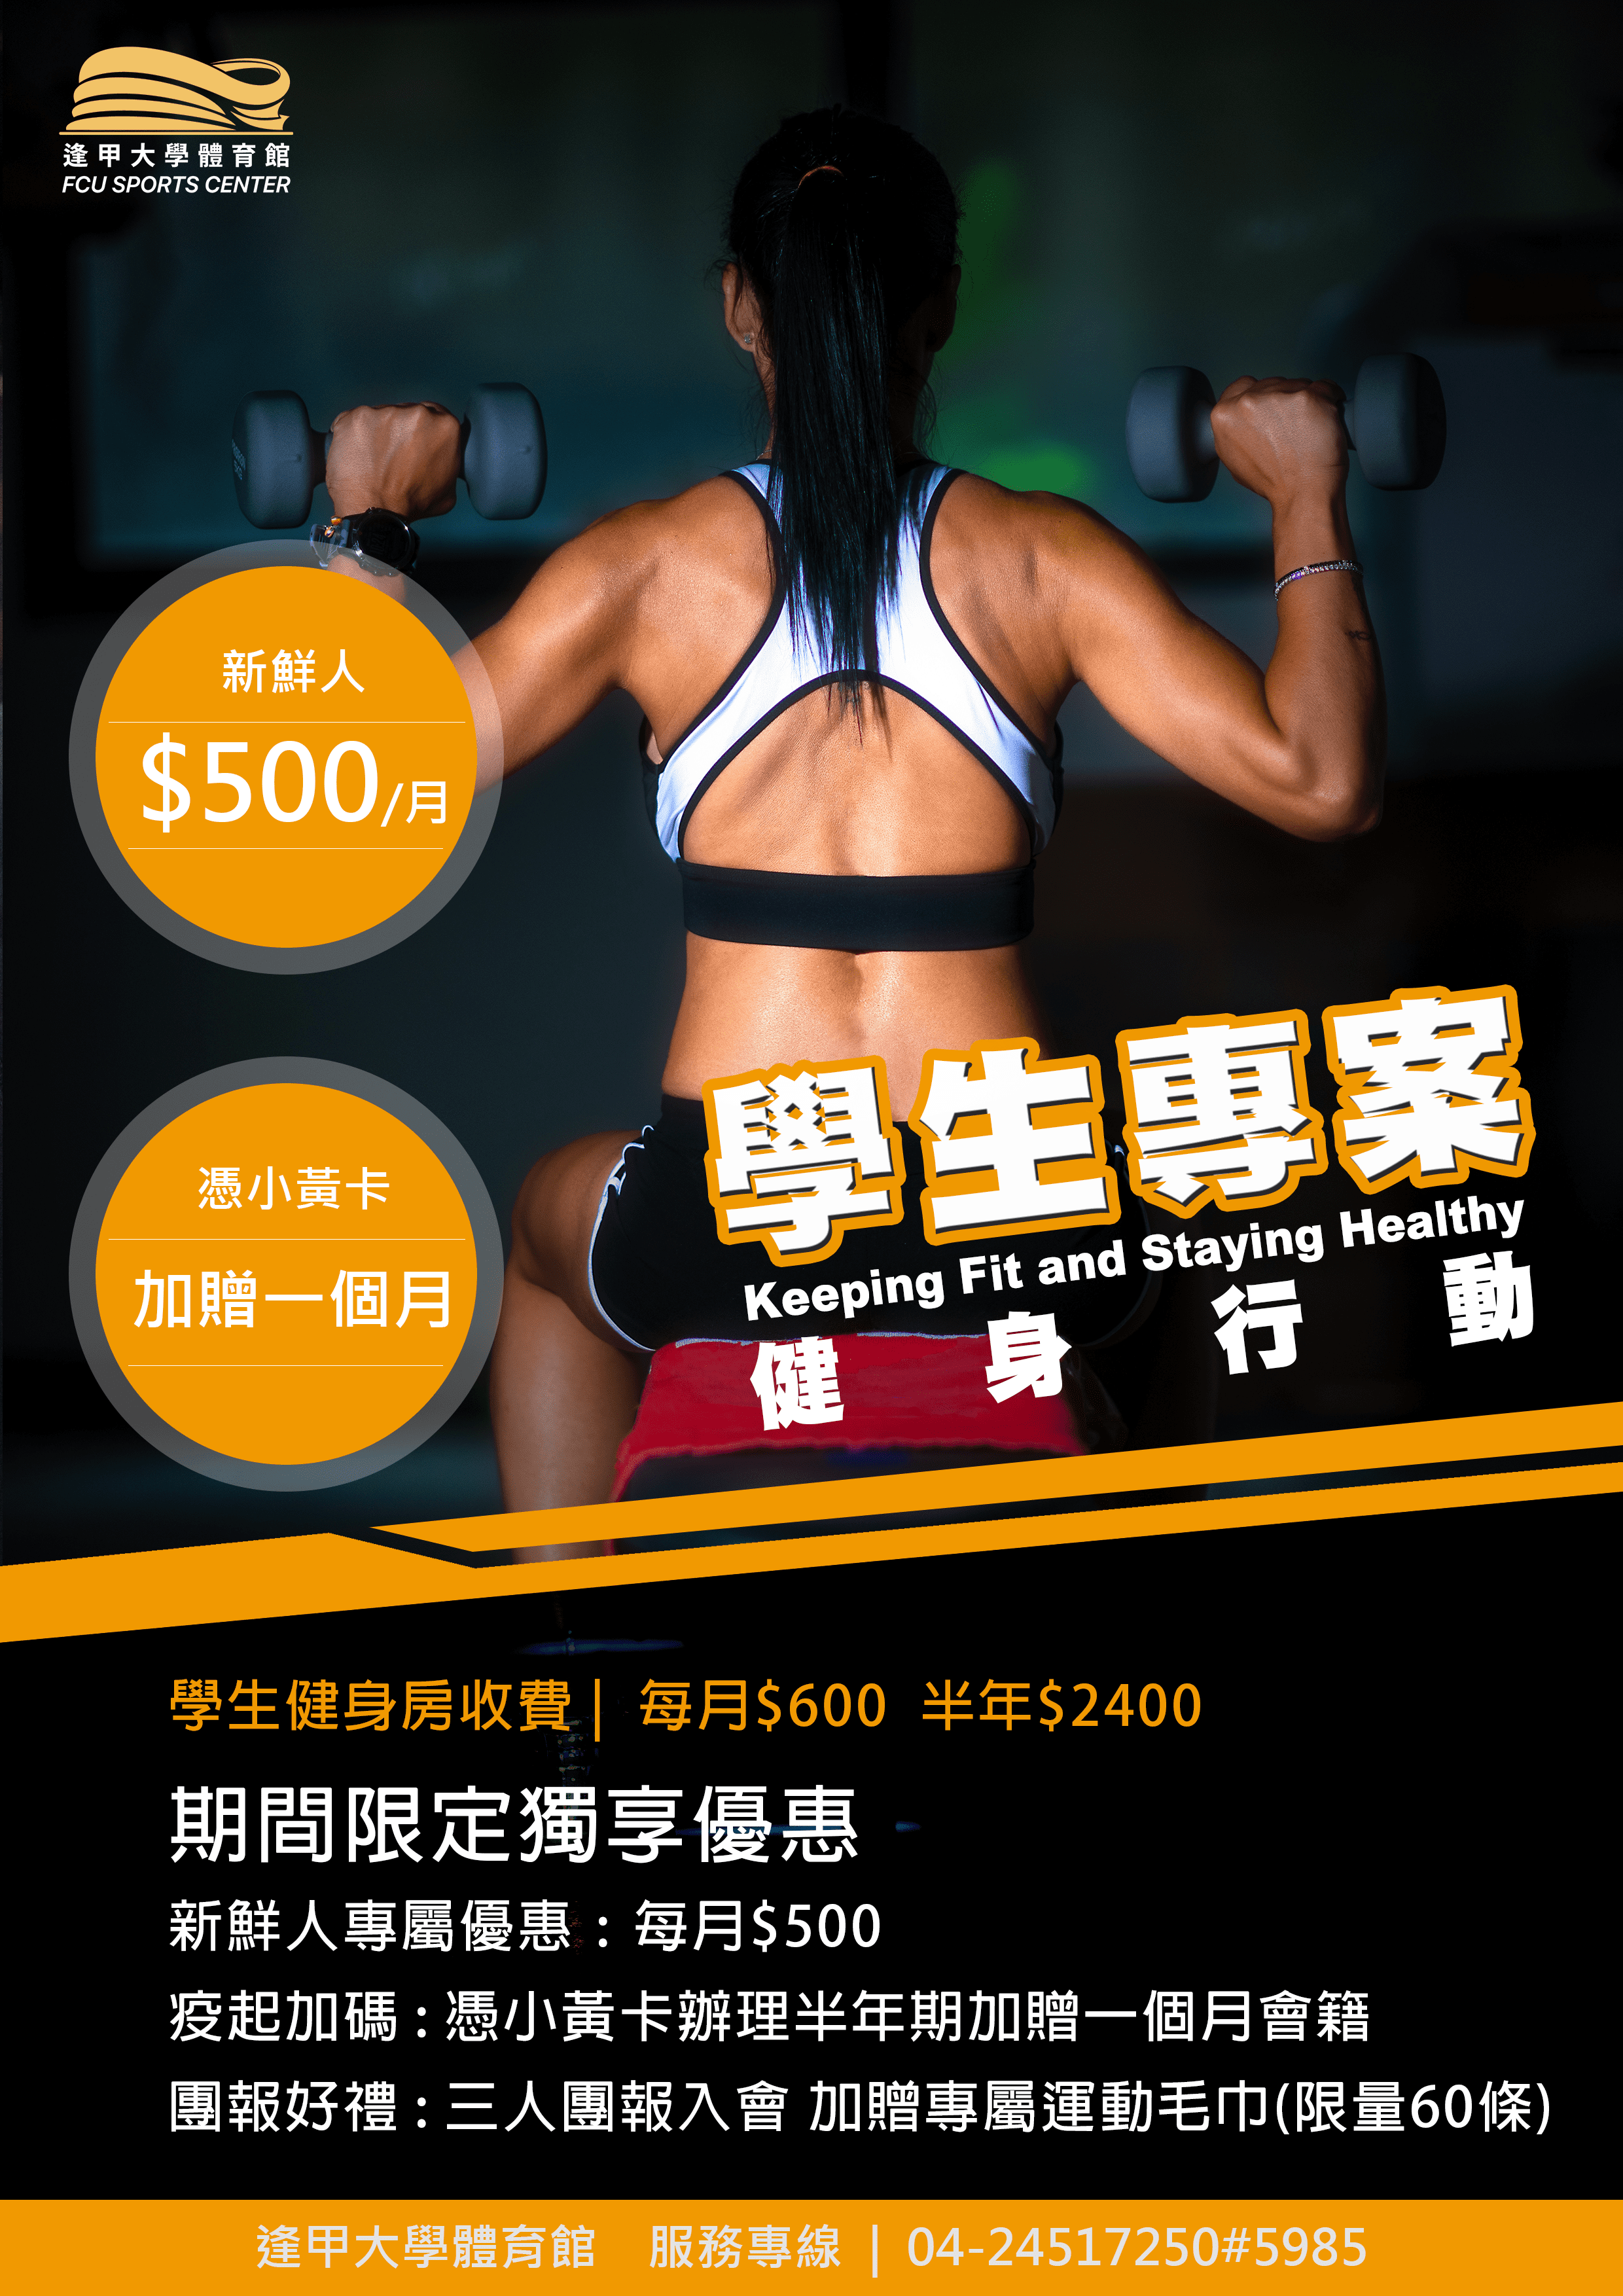 逢甲大學體育館
FCU SPORTS CENTER
新鮮人
$500/月
憑小黃卡
加贈一個月
學生專案
Keeping Fit and Staying Healthy
健身行動
學生健身房收費｜ 每月$600 半年$2400
期間限定獨享優惠
新鮮人專屬優惠：每月$500
疫起加碼：憑小黃卡辦理半年期加贈一個月會籍
團報好禮：三人團報入會 加贈專屬運動毛巾(限量60條)
逢甲大學體育館 服務專線｜04-24517250#5985